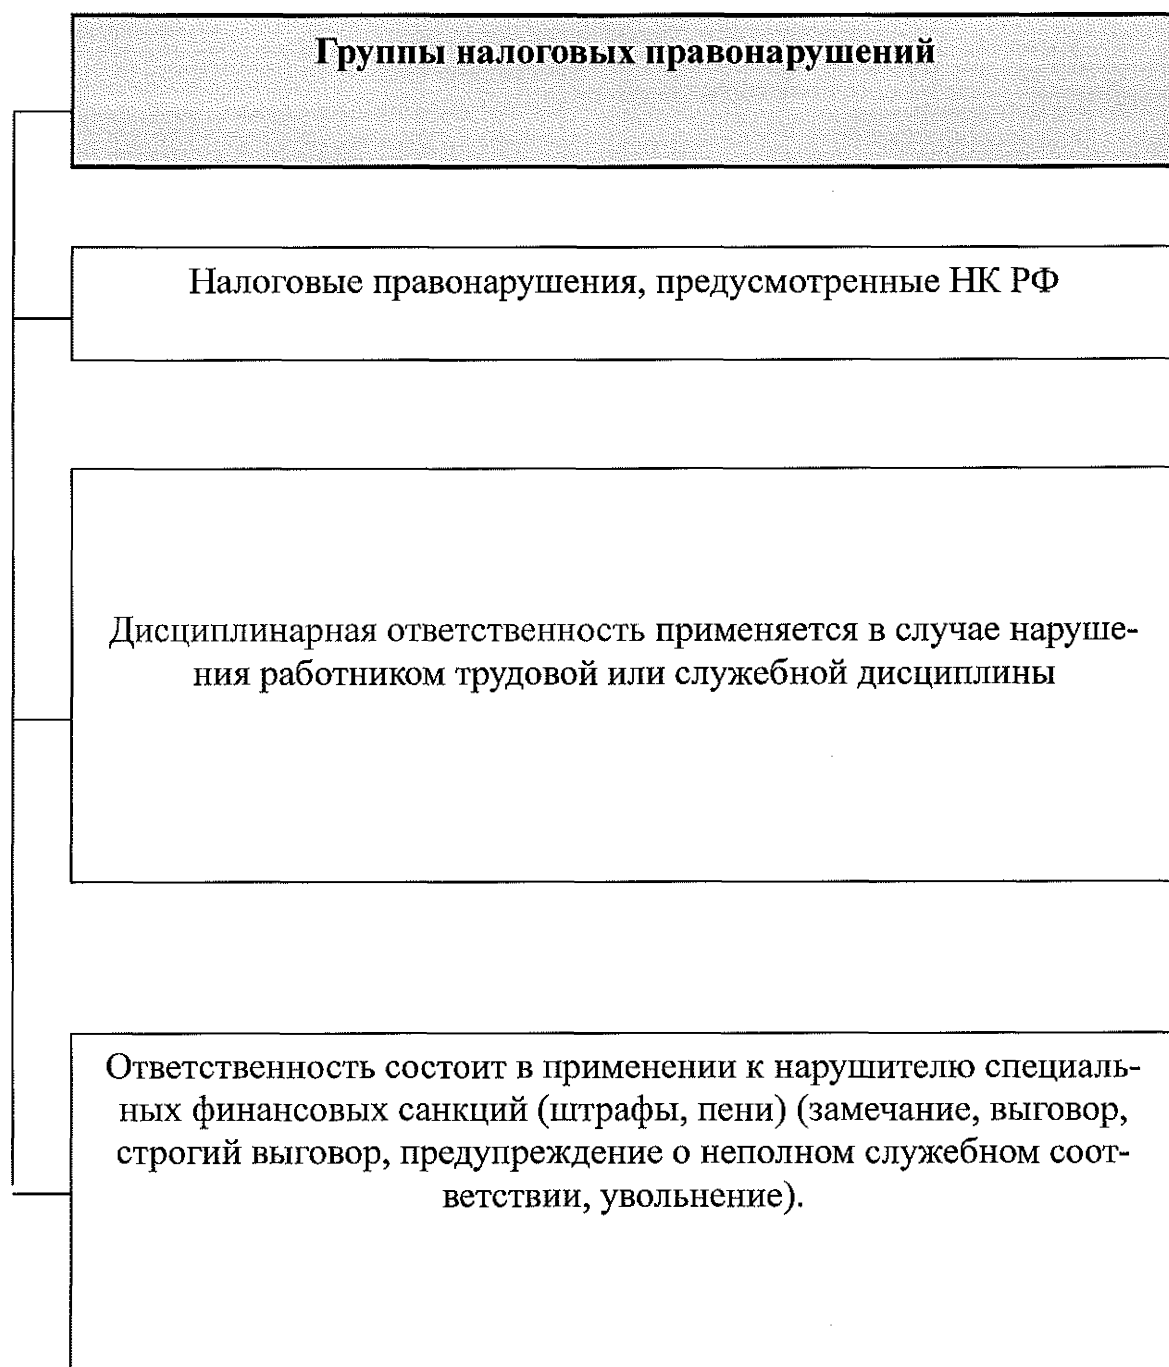 Группы налоговых правонарушений
Налоговые правонарушения, предусмотренные НК РФ
Дисциплинарная ответственность применяется в случае наруше-
ния работником трудовой или служебной дисциплины
Ответственность состоит в применении к нарушителю специаль-
ных финансовых санкций (штрафы, пени) (замечание, выговор,
строгий выговор, предупреждение о неполном служебном соот-
ветствии, увольнение).